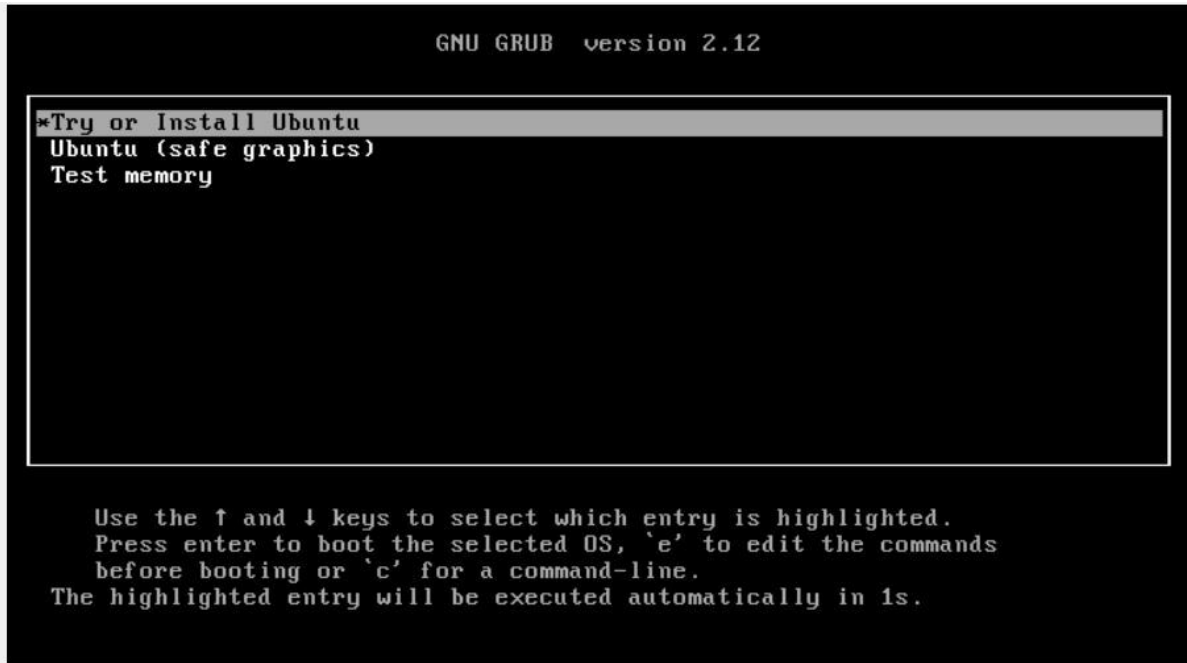 GNU GRUB  version 2.12
*Try or Install Ubuntu
Ubuntu (safe graphics)
Test memory
Use the ↑ and ↓ keys to select which entry is highlighted.
Press enter to boot the selected OS, `e' to edit the commands
before booting or `c' for a command-line.
The highlighted entry will be executed automatically in 1s.